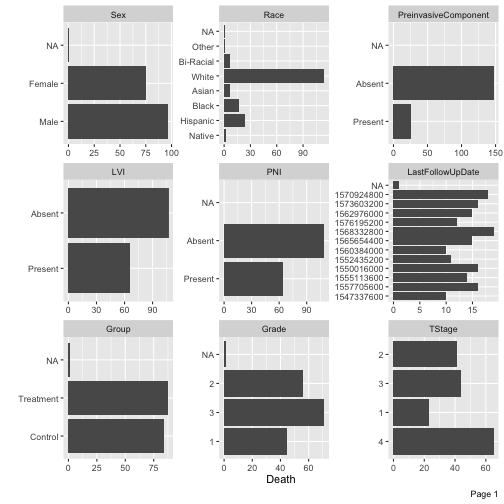 Sex
NA
Female
Male
0 25 50 75 100
Race
NA
Other
Bi-Racial
White
Asian
Black
Hispanic
Native
0 30 60 90
PreinvasiveComponent
NA
Absent
Present
0 50 100 150
LVI
Absent
Present
0 30 60 90
PNI
NA
Absent
Present
0 30 60 90
LastFollowUpDate
NA
1570924800
1573603200
1562976000
1576195200
1568332800
1565654400
1560384000
1552435200
1550016000
1555113600
1557705600
1547337600
0 5 10 15
Group
NA
Treatment
Control
0 25 50 75
Grade
NA
2
3
1
0 20 40 60
TStage
2
3
1
4
0 20 40 60
Death
Page 1